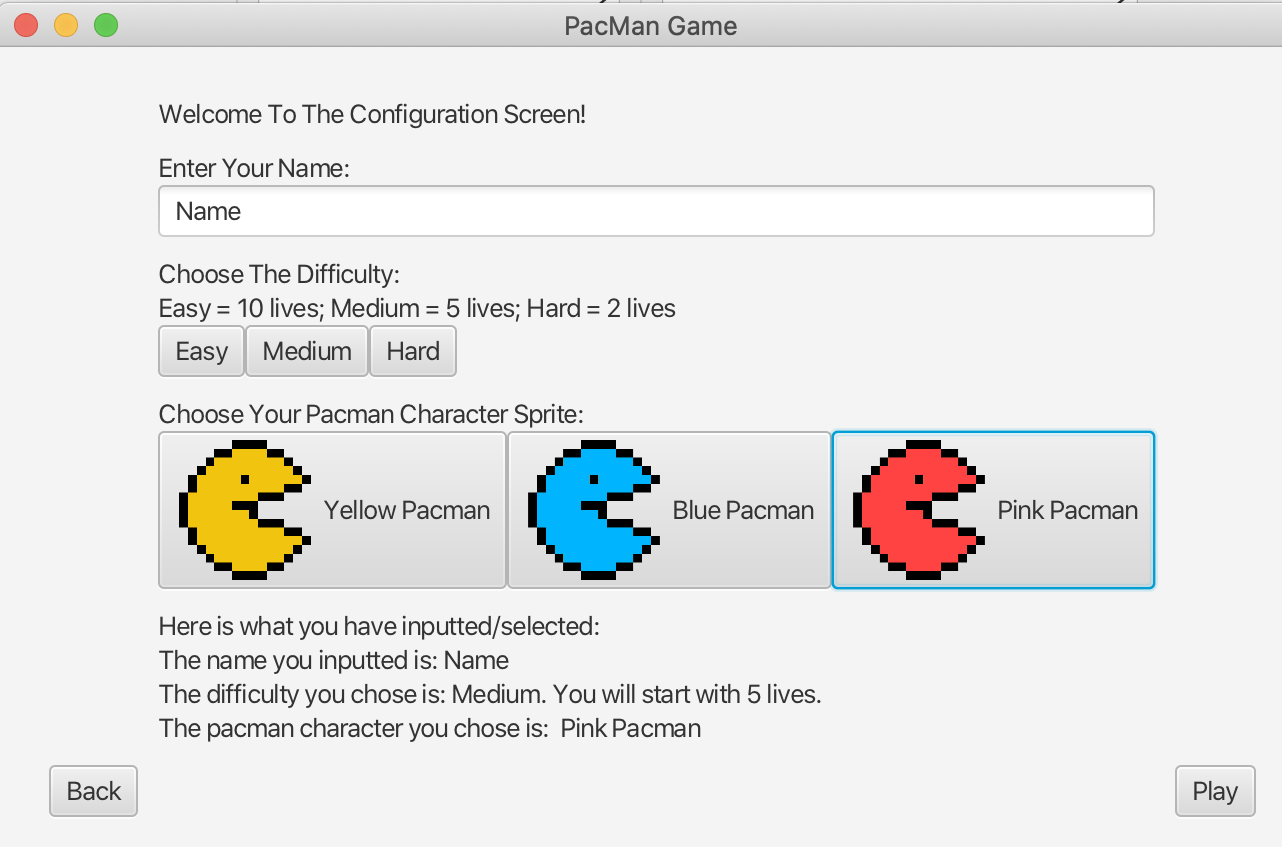 PacMan Game
Welcome To The Configuration Screen!
Enter Your Name:
Name
Choose The Difficulty:
Easy = 10 lives; Medium = 5 lives; Hard = 2 lives
Easy Medium Hard
Choose Your Pacman Character Sprite:
Yellow Pacman Blue Pacman Pink Pacman
Here is what you have inputted/selected:
The name you inputted is: Name
The difficulty you chose is: Medium. You will start with 5 lives.
The pacman character you chose is:  Pink Pacman
Back Play